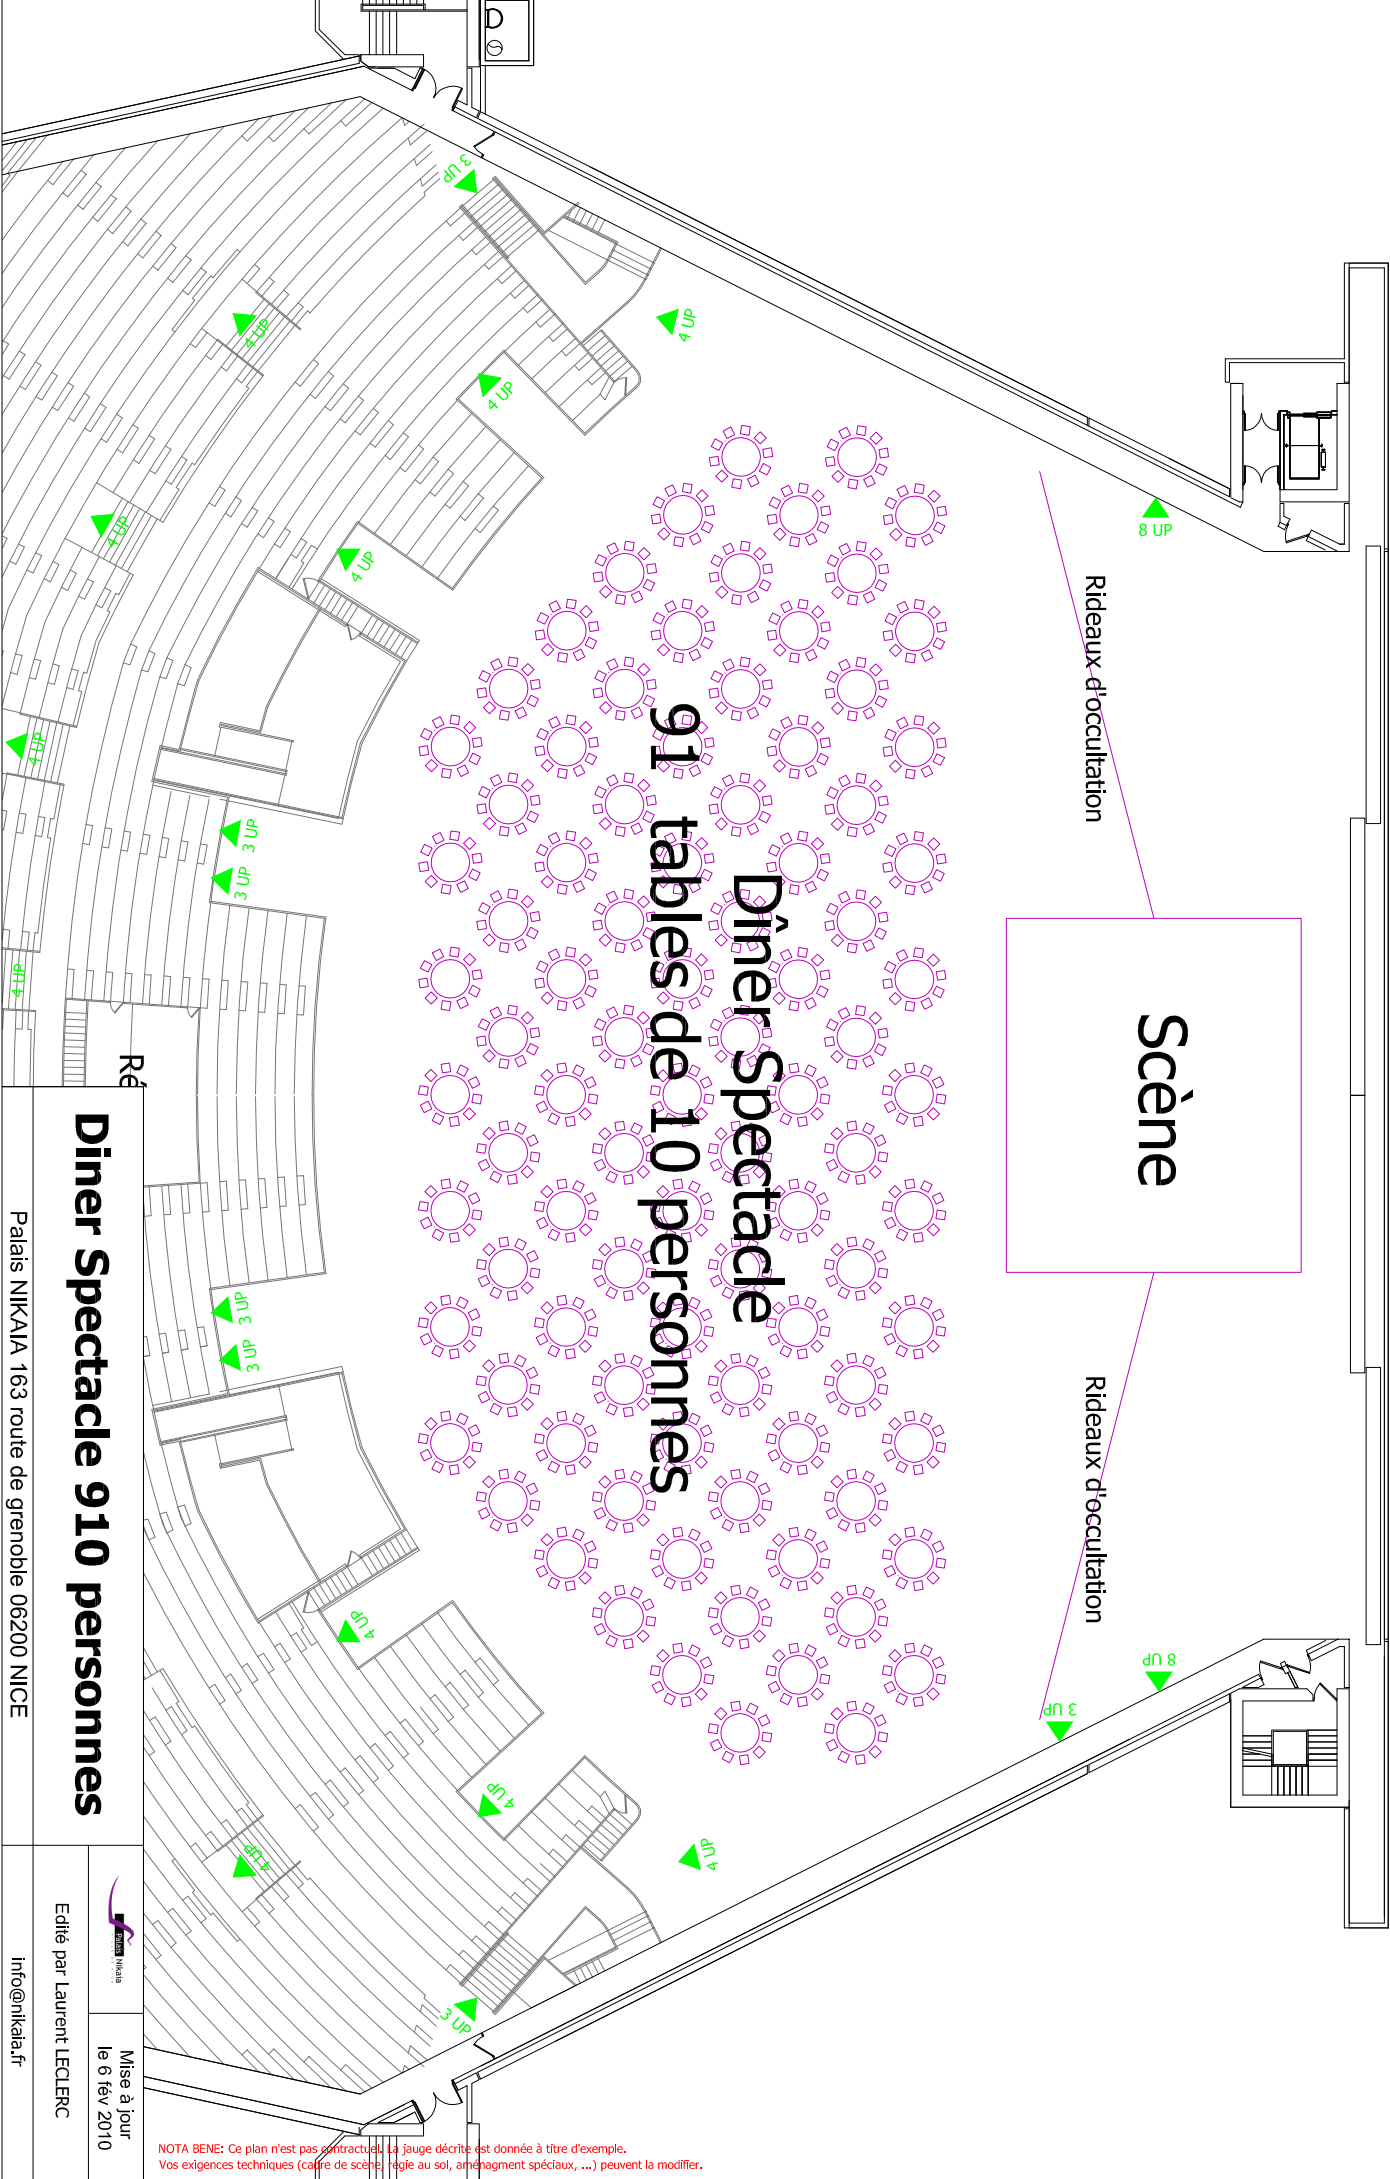 Rideaux d'occultation
Scène
Rideaux d'occultation
Dîner Spectacle
91 tables de 10 personnes
8 UP
8 UP
3 UP
4 UP
4 UP
3 UP
3 UP
4 UP
4 UP
4 UP
4 UP
4 UP
4 UP
4 UP
4 UP
4 UP
4 UP
3 UP
3 UP
3 UP
3 UP
Ré
Diner Spectacle 910 personnes
Palais NIKAIA 163 route de grenoble 06200 NICE
Palais Nikaia
Mise à jour
le 6 fév 2010
Edité par Laurent LECLERC
info@nikaia.fr
NOTA BENE: Ce plan n'est pas contractuel. La jauge décrite est donnée à titre d'exemple.
Vos exigences techniques (cadre de scène, régie au sol, aménagment spéciaux, ...) peuvent la modifier.